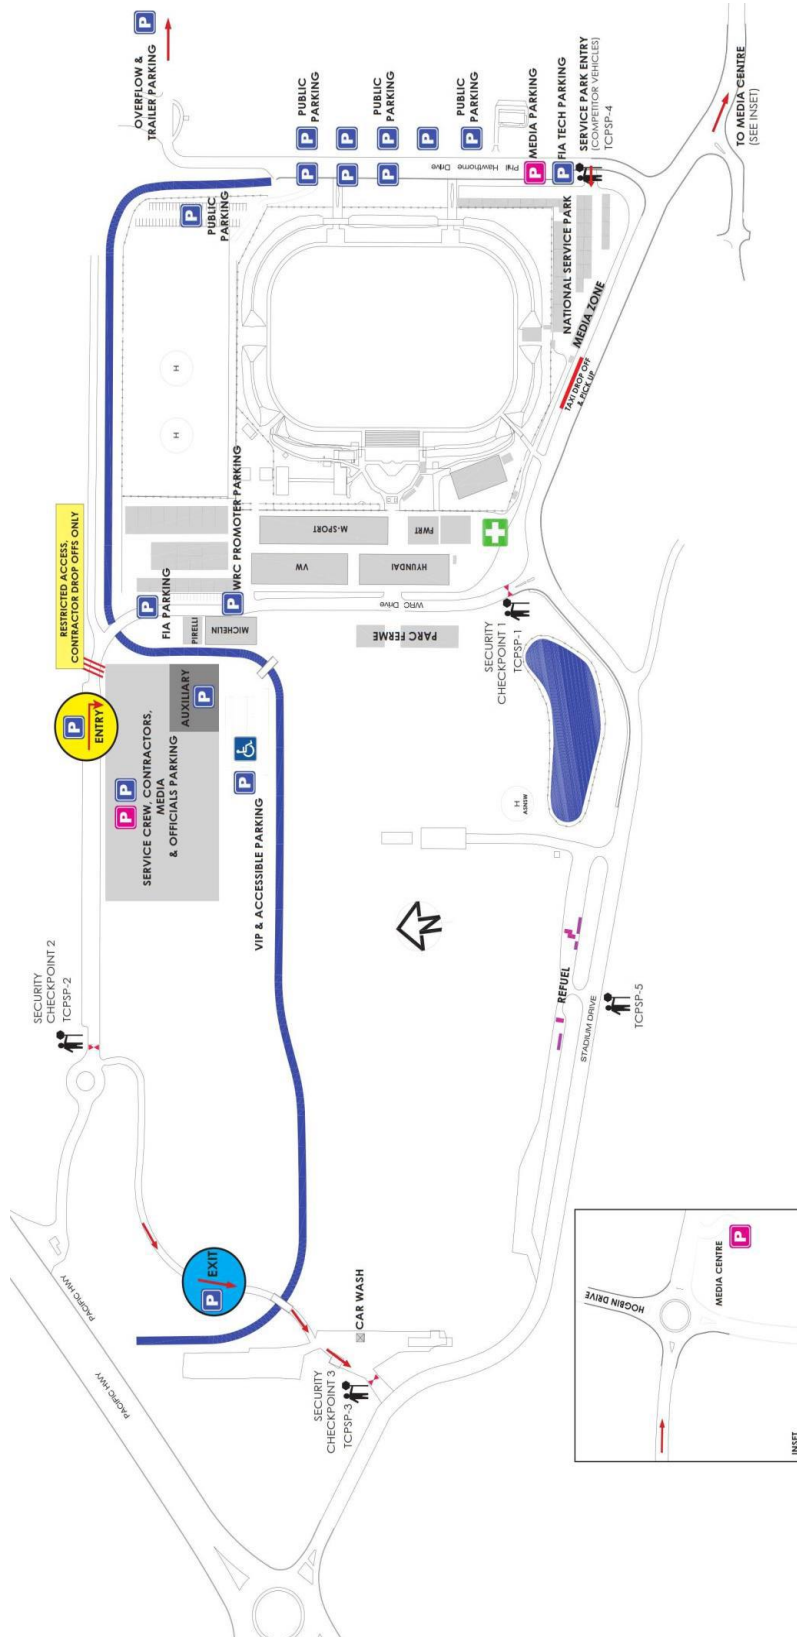 P
OVERFLOW &
TRAILER PARKING
PUBLIC
PARKING
P
P
PUBLIC
PARKING
P
P
P
P
PUBLIC
PARKING
P
P
MEDIA PARKING
P
FIA TECH PARKING
P
SERVICE PARK ENTRY
(COMPETITOR VEHICLES)
TCPSP-4
TO MEDIA CENTRE
(SEE INSET)
Phil Hawthorne Drive
P
PUBLIC
PARKING
NATIONAL SERVICE PARK
MEDIA ZONE
TAXI DROP OFF
& PICK UP
H
H
RESTRICTED ACCESS,
CONTRACTOR DROP OFFS ONLY
WRC PROMOTER PARKING
P
FIA PARKING
P
M-SPORT
FWRT
VW
HYUNDAI
WRC Drive
PIRELLI
MICHELIN
PARC FERME
SECURITY
CHECKPOINT 1
TCPSP-1
P
ENTRY
AUXILIARY
P
P
P
SERVICE CREW, CONTRACTORS,
MEDIA
& OFFICIALS PARKING
P
VIP & ACCESSIBLE PARKING
H
ASNSW
N
SECURITY
CHECKPOINT 2
TCPSP-2
REFUEL
STADIUM DRIVE
TCPSP-5
PACIFIC HWY
PACIFIC HWY
EXIT
P
CAR WASH
SECURITY
CHECKPOINT 3
TCPSP-3
HOGBIN DRIVE
MEDIA CENTRE
P
INSET